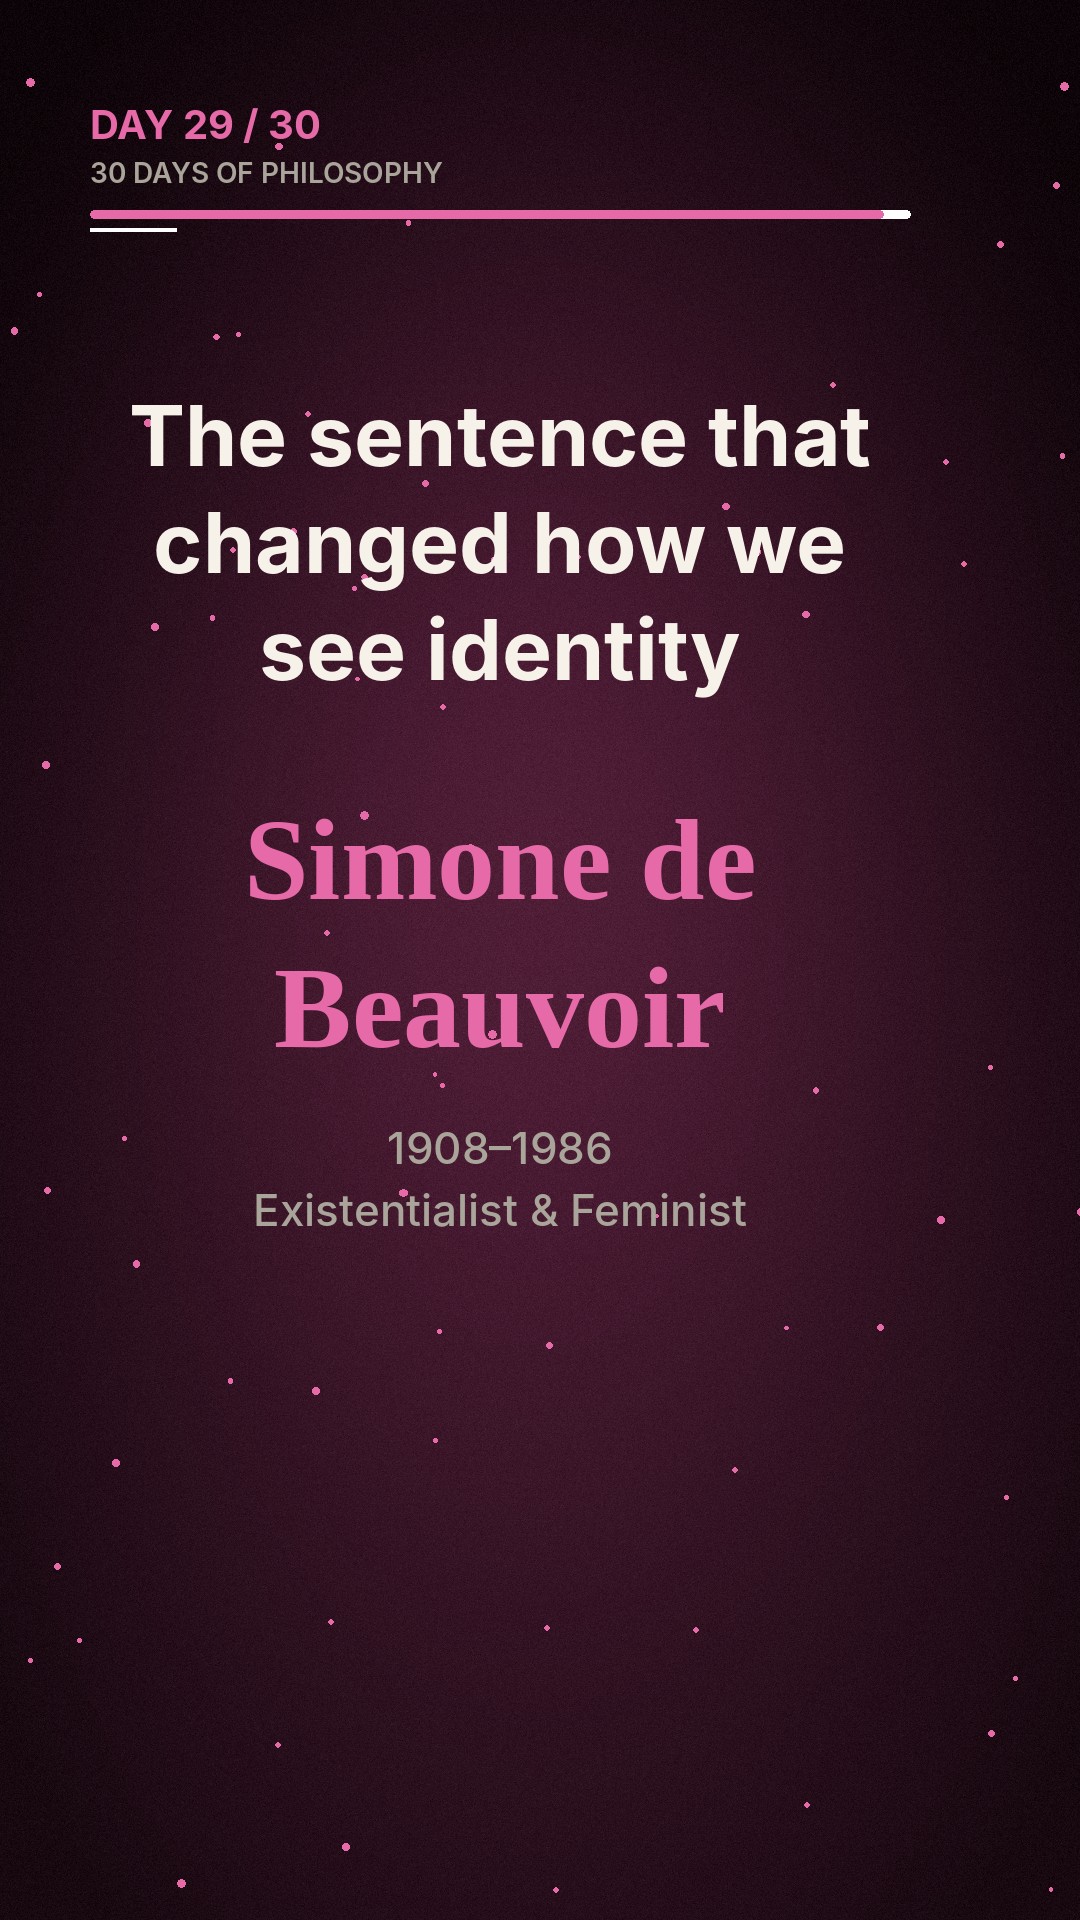 DAY 29 / 30
30 DAYS OF PHILOSOPHY
The sentence that
changed how we
see identity
Simone de
Beauvoir
1908–1986
Existentialist & Feminist